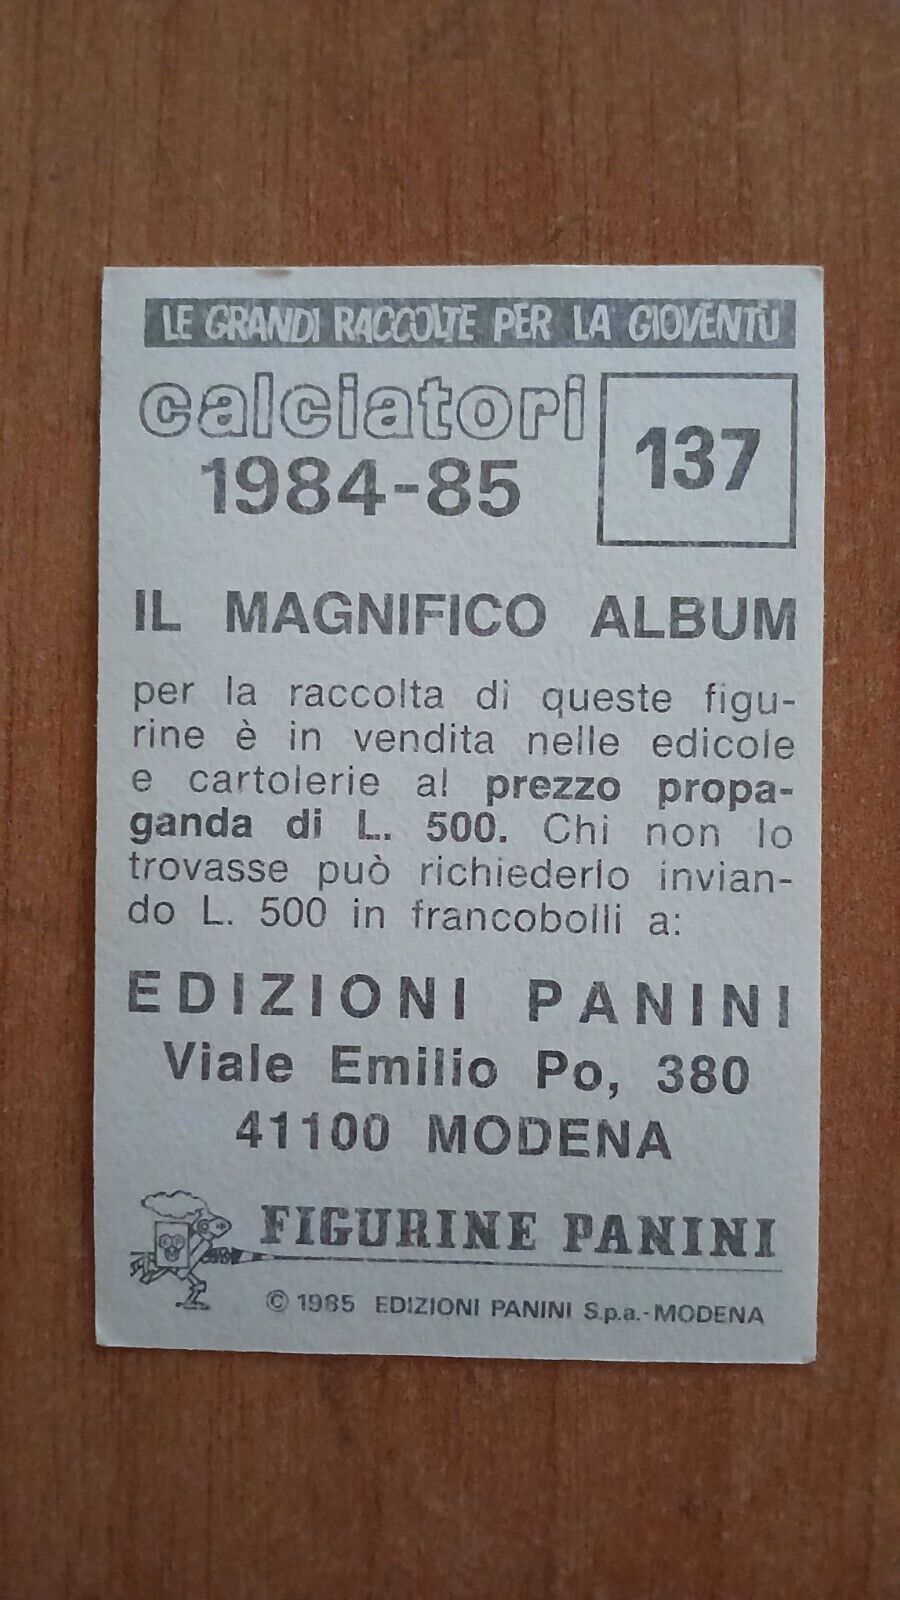 LE GRANDI RACCOLTE PER LA GIOVENTÙ
calciatori
1984-85
137
IL MAGNIFICO ALBUM
per la raccolta di queste figu-
rine è in vendita nelle edicole
e cartolerie al prezzo propa-
ganda di L. 500. Chi non lo
trovasse può richiederlo invian-
do L. 500 in francobolli a:
EDIZIONI PANINI
Viale Emilio Po, 380
41100 MODENA
FIGURINE PANINI
© 1985 EDIZIONI PANINI S.p.a.-MODENA